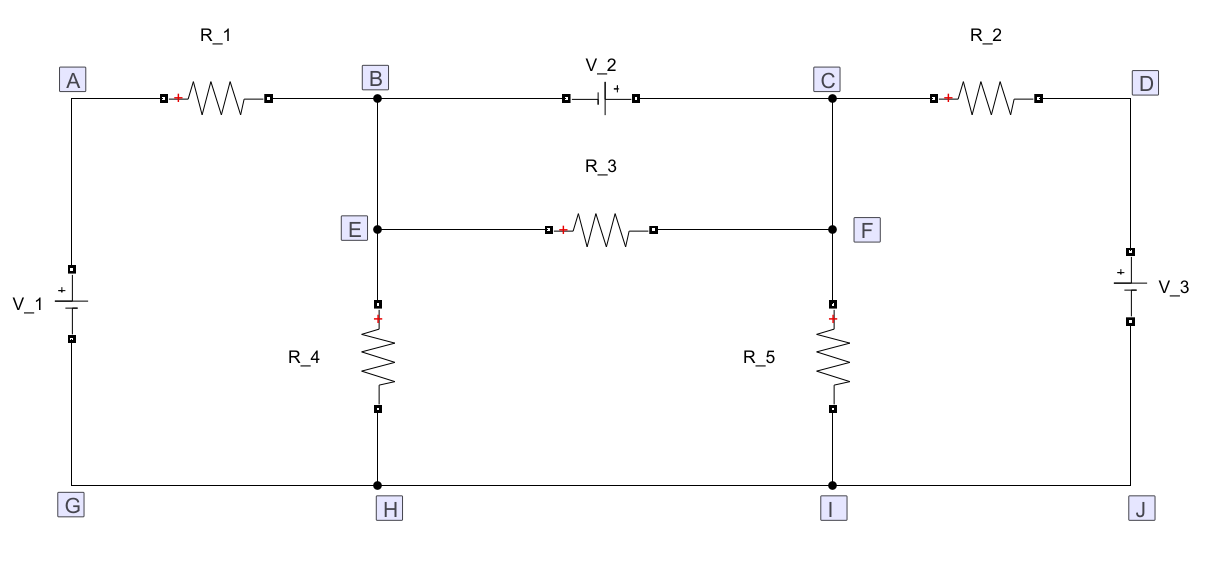 R_1
R_2
A
B
V_2
C
D
+
+
+
R_3
E
+
F
V_1
+
+
+
+
V_3
R_4
R_5
G
H
I
J